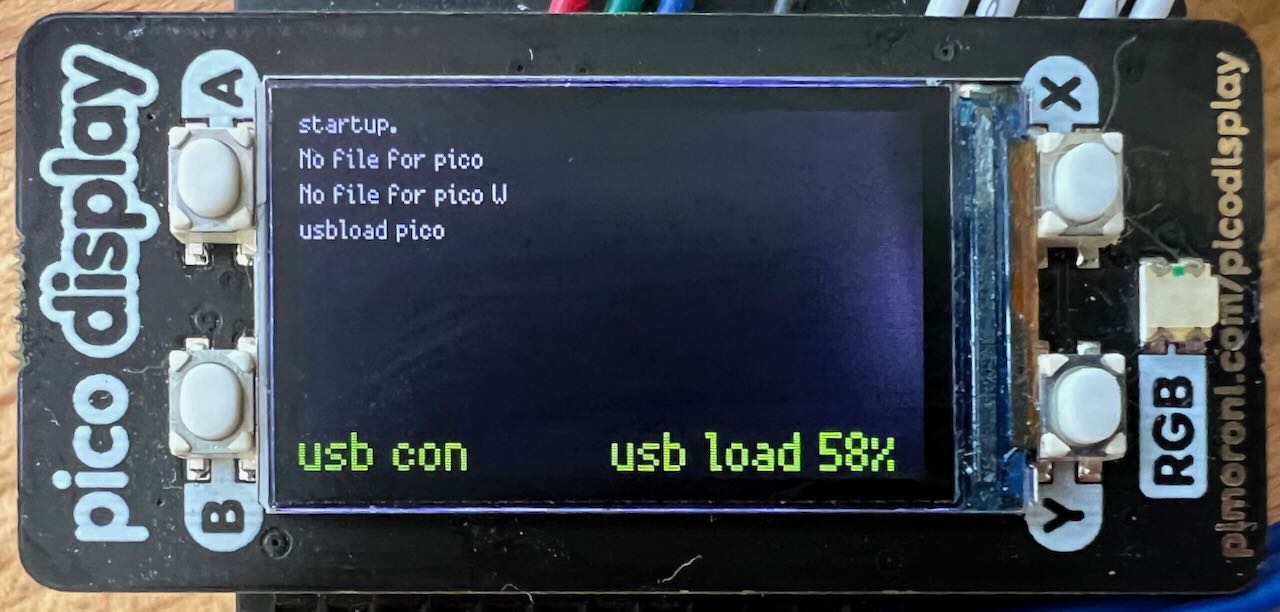 pico display
A
B
startup.
No file for pico
No file for pico W
usbload pico
usb con
usb load 58%
X
Y
RGB
pimoroni.com/picodisplay